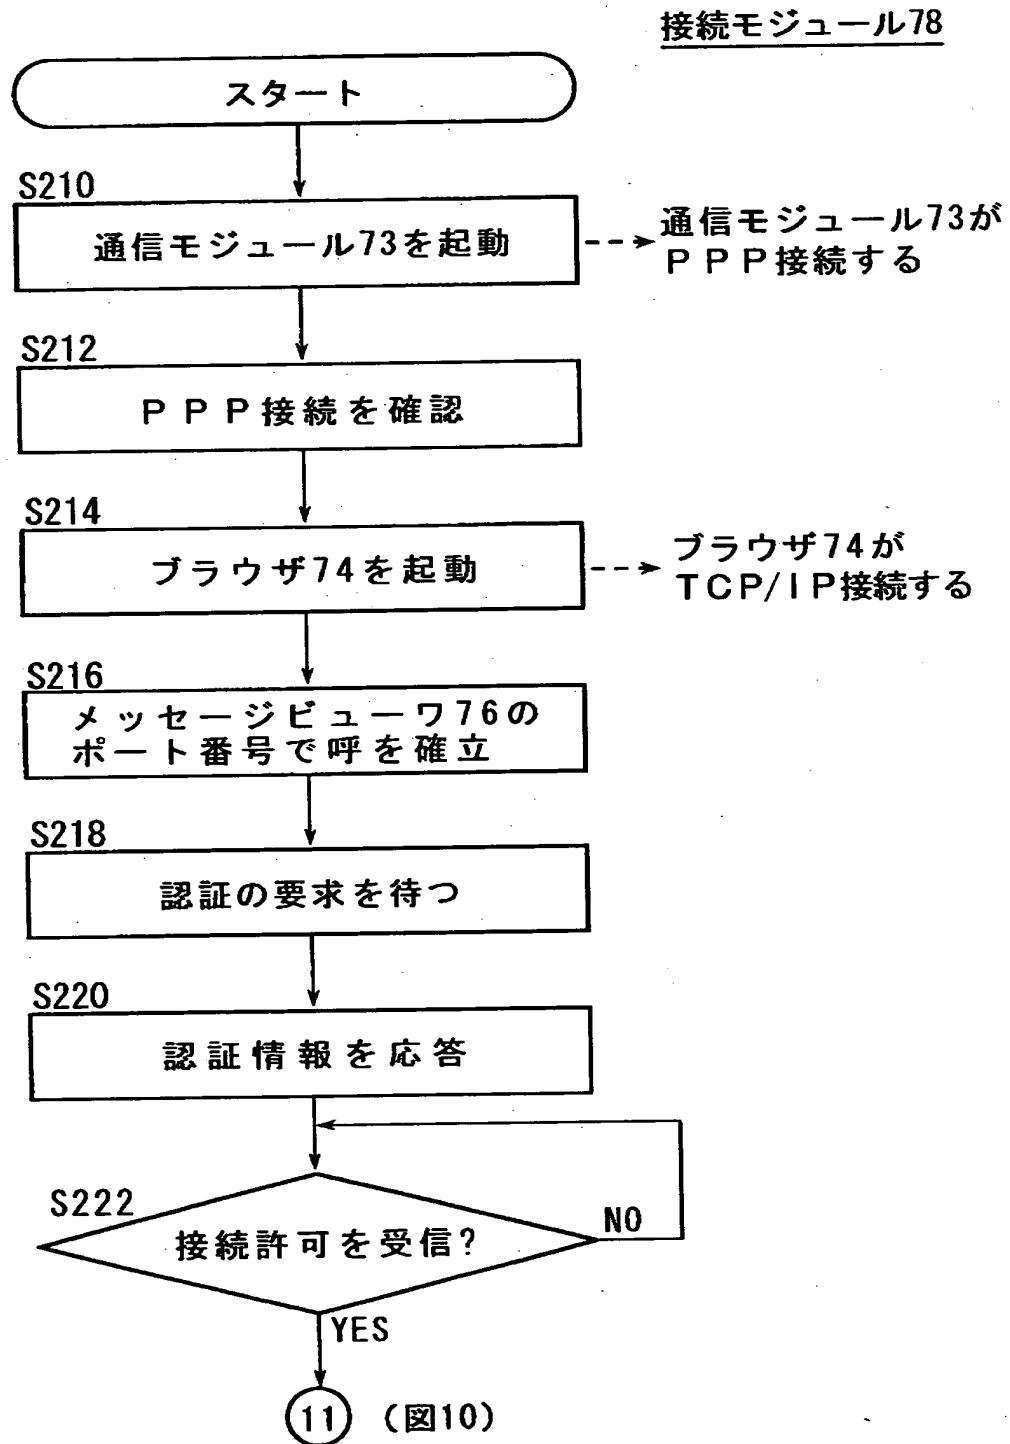 接続モジュール78
スタート
S210
通信モジュール73を起動
通信モジュール73が
PPP接続する
S212
PPP接続を確認
S214
ブラウザ74を起動
ブラウザ74が
TCP/IP接続する
S216
メッセージビューワ76の
ポート番号で呼を確立
S218
認証の要求を待つ
S220
認証情報を応答
S222
接続許可を受信?
NO
YES
11 (図10)